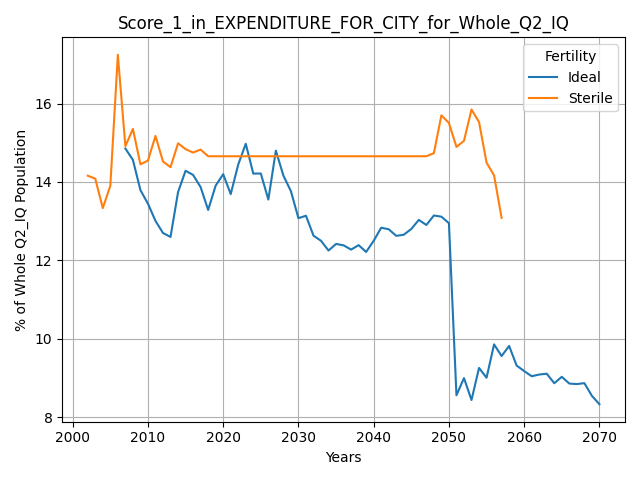 Score_1_in_EXPENDITURE_FOR_CITY_for_Whole_Q2_IQ
Fertility
Ideal
Sterile
% of Whole Q2_IQ Population
16
14
12
10
8
2000 2010 2020 2030 2040 2050 2060 2070
Years